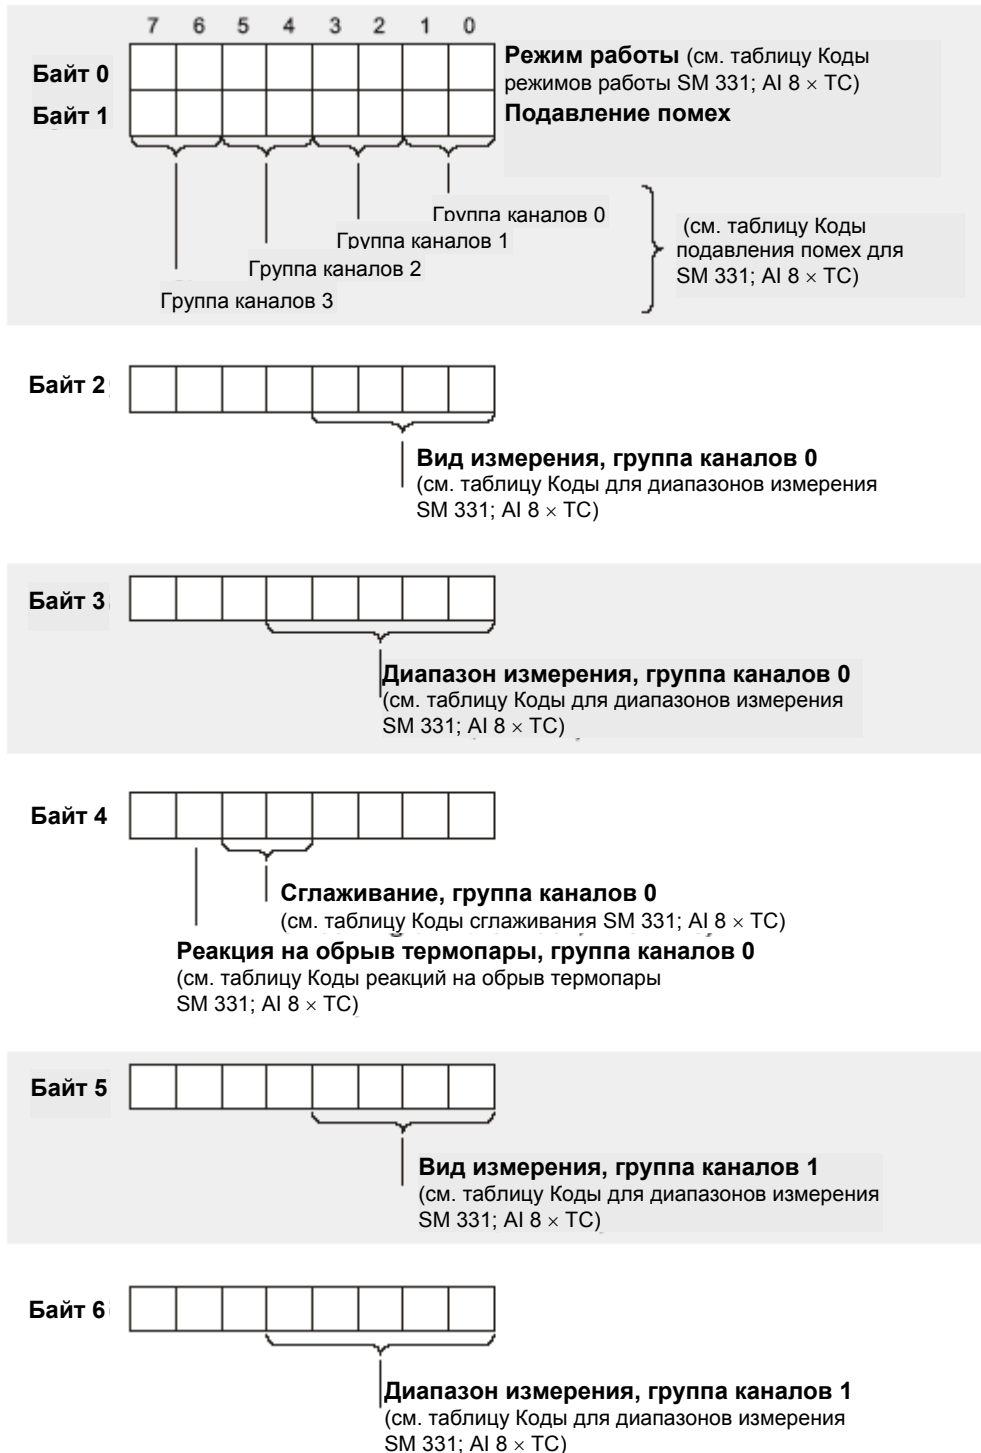 7 6 5 4 3 2 1 0
Байт 0
Режим работы (см. таблицу Коды
режимов работы SM 331; AI 8 × TC)
Байт 1
Подавление помех
Группа каналов 0
Группа каналов 1
Группа каналов 2
Группа каналов 3
(см. таблицу Коды
подавления помех для
SM 331; AI 8 × TC)
Байт 2
Вид измерения, группа каналов 0
(см. таблицу Коды для диапазонов измерения
SM 331; AI 8 × TC)
Байт 3
Диапазон измерения, группа каналов 0
(см. таблицу Коды для диапазонов измерения
SM 331; AI 8 × TC)
Байт 4
Сглаживание, группа каналов 0
(см. таблицу Коды сглаживания SM 331; AI 8 × TC)
Реакция на обрыв термопары, группа каналов 0
(см. таблицу Коды реакций на обрыв термопары
SM 331; AI 8 × TC)
Байт 5
Вид измерения, группа каналов 1
(см. таблицу Коды для диапазонов измерения
SM 331; AI 8 × TC)
Байт 6
Диапазон измерения, группа каналов 1
(см. таблицу Коды для диапазонов измерения
SM 331; AI 8 × TC)